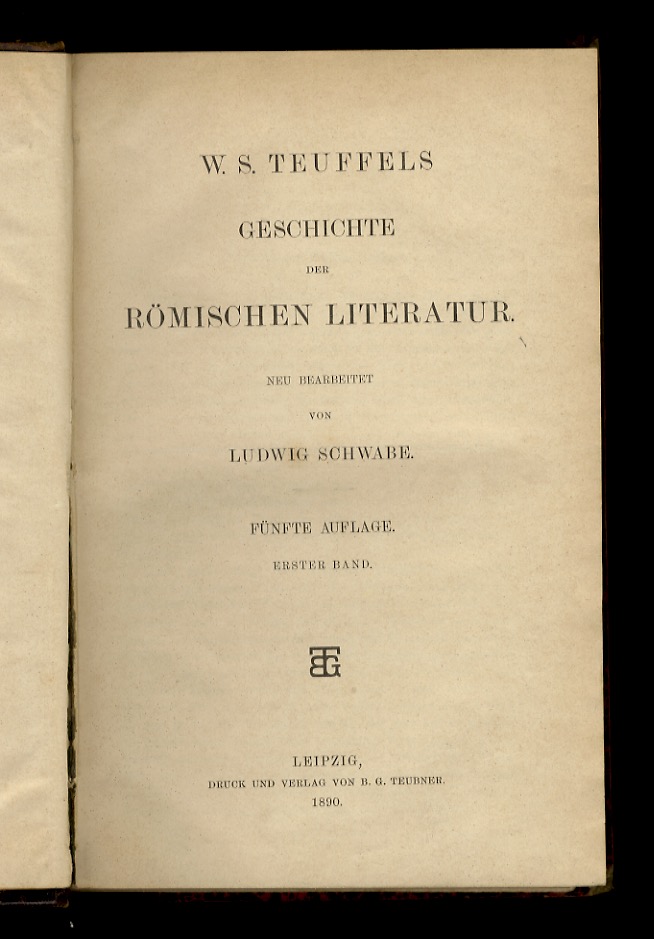 W. S. TEUFFELS
GESCHICHTE
DER
RÖMISCHEN LITERATUR.
NEU BEARBEITET
VON
LUDWIG SCHWABE.
FÜNFTE AUFLAGE.
ERSTER BAND.
BTG
LEIPZIG,
DRUCK UND VERLAG VON B. G. TEUBNER.
1890.